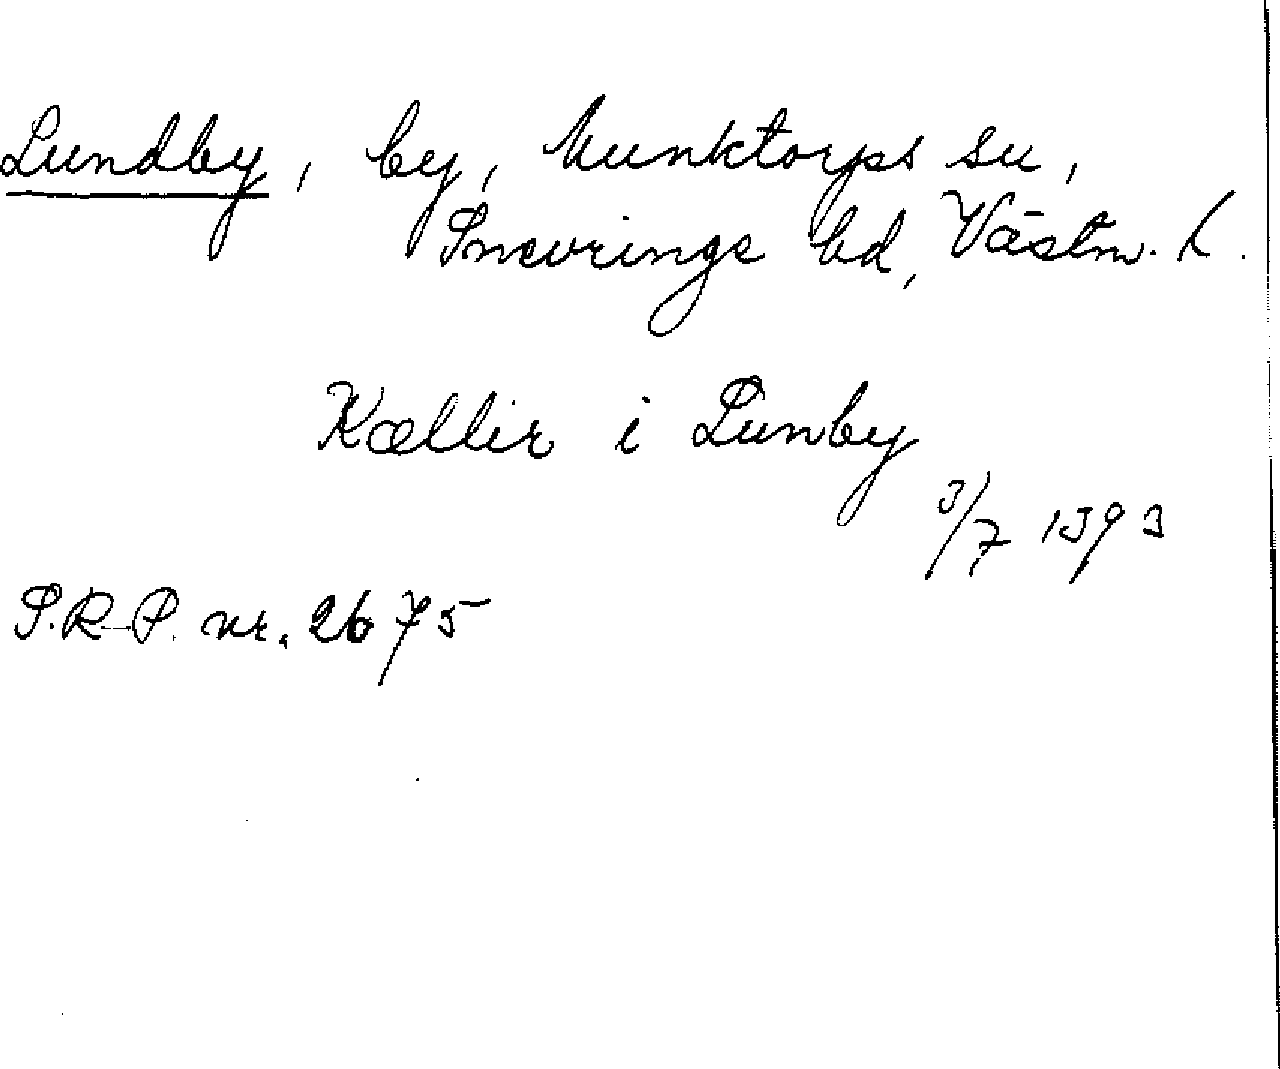 Lundby, by, Munktorps sn,
Snevringe hd, Västm. l.
Kællir i Lunby
3/7 1393
S.R-P. nr. 2675